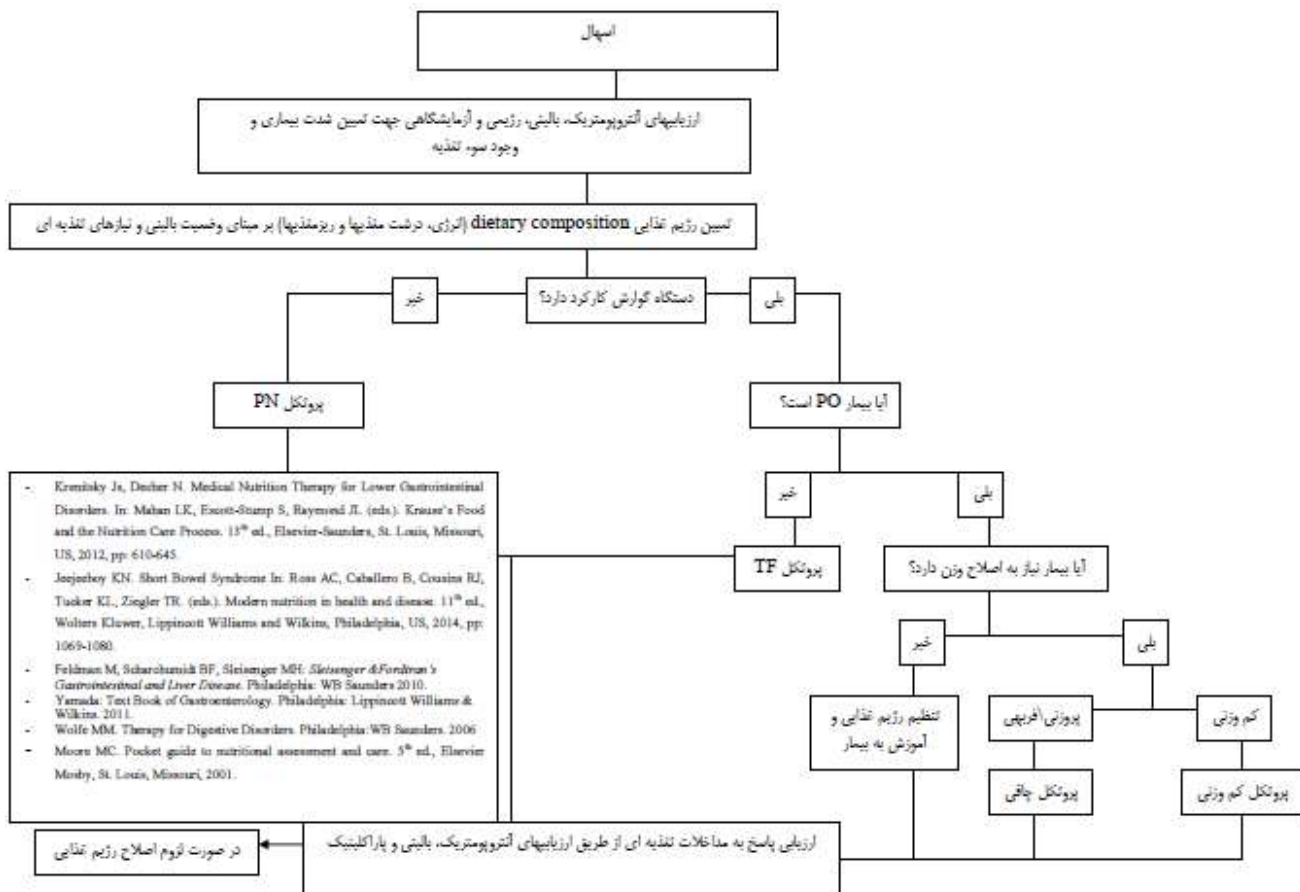 اسهال
ارزیابیهای آنتروپومتریک، بالینی، رژیمی و آزمایشگاهی جهت تعیین شدت بیماری و
وجود سوء تغذیه
تعیین رژیم غذایی dietary composition (انرژی، درشت مغذیها و ریزمغذیها) بر مبنای وضعیت بالینی و نیازهای تغذیه ای
دستگاه گوارش کارکرد دارد؟
بلی
خیر
آیا بیمار PO است؟
پروتکل PN
بلی
خیر
آیا بیمار نیاز به اصلاح وزن دارد؟
پروتکل TF
- Krenitsky Js, Decher N. Medical Nutrition Therapy for Lower Gastrointestinal
Disorders. In: Mahan LK, Escott-Stump S, Raymond JL. (eds.). Krause's Food
and the Nutrition Care Process. 13th ed., Elsevier-Saunders, St. Louis, Missouri,
US, 2012, pp: 610-645.
- Jeejeeboy KN. Short Bowel Syndrome In: Ross AC, Caballero B, Cousins RJ,
Tucker KL, Ziegler TR. (eds.). Modern nutrition in health and disease. 11th ed.,
Wolters Kluwer, Lippincott Williams and Wilkins, Philadelphia, US, 2014, pp:
1069-1080.
- Feldman M, Scharchumidt BF, Sleisenger MH: Sleisenger &Fordtran's
Gastrointestinal and Liver Disease. Philadelphia: WB Saunders 2010.
- Yamada: Text Book of Gastroenterology. Philadelphia: Lippincott Williams &
Wilkins. 2011.
- Wolfe MM. Therapy for Digestive Disorders. Philadelphia: WB Saunders. 2006
- Moore MC. Pocket guide to nutritional assessment and care. 5th ed., Elsevier
Mosby, St. Louis, Missouri, 2001.
بلی
خیر
کم وزنی
پروزنی\فربهی
تنظیم رژیم غذایی و
آموزش به بیمار
پروتکل کم وزنی
پروتکل چاقی
ارزیابی پاسخ به مداخلات تغذیه ای از طریق ارزیابیهای آنتروپومتریک، بالینی و پاراکلینیک
در صورت لزوم اصلاح رژیم غذایی